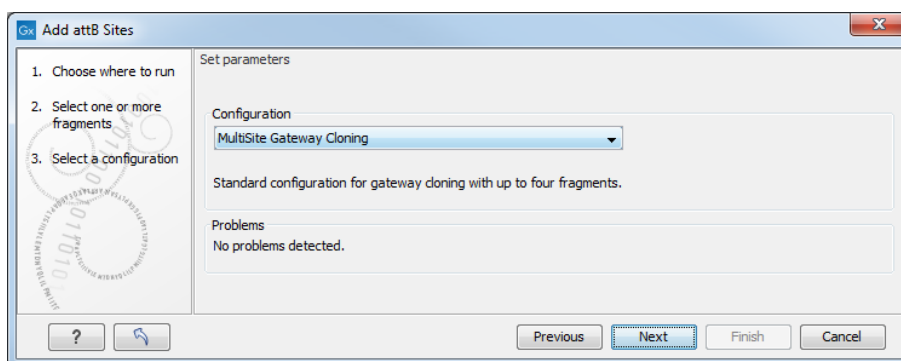 Gx Add attB Sites
Set parameters
1. Choose where to run
2. Select one or more
fragments
3. Select a configuration
Configuration
MultiSite Gateway Cloning
Standard configuration for gateway cloning with up to four fragments.
Problems
No problems detected.
?
Previous
Next
Finish
Cancel